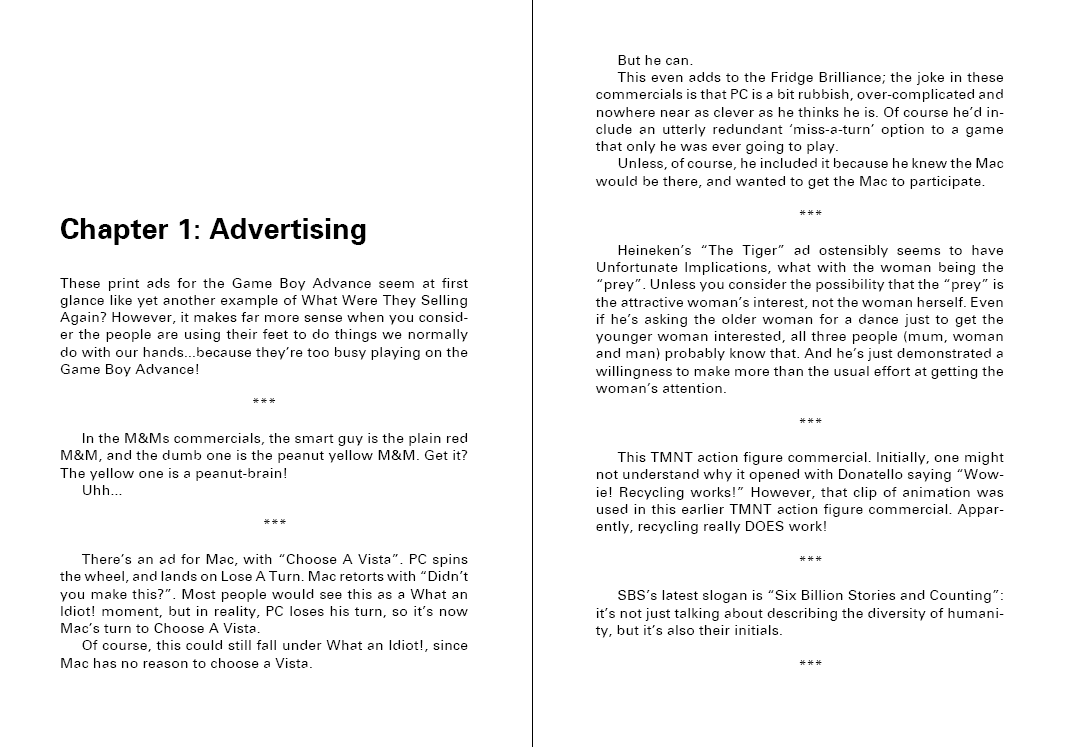 Chapter 1: Advertising
These print ads for the Game Boy Advance seem at first
glance like yet another example of What Were They Selling
Again? However, it makes far more sense when you consid-
er the people are using their feet to do things we normally
do with our hands...because they’re too busy playing on the
Game Boy Advance!
***
In the M&Ms commercials, the smart guy is the plain red
M&M, and the dumb one is the peanut yellow M&M. Get it?
The yellow one is a peanut-brain!
Uhh...
***
There’s an ad for Mac, with “Choose A Vista”. PC spins
the wheel, and lands on Lose A Turn. Mac retorts with “Didn’t
you make this?”. Most people would see this as a What an
Idiot! moment, but in reality, PC loses his turn, so it’s now
Mac’s turn to Choose A Vista.
Of course, this could still fall under What an Idiot!, since
Mac has no reason to choose a Vista.
But he can.
This even adds to the Fridge Brilliance; the joke in these
commercials is that PC is a bit rubbish, over-complicated and
nowhere near as clever as he thinks he is. Of course he’d in-
clude an utterly redundant ‘miss-a-turn’ option to a game
that only he was ever going to play.
Unless, of course, he included it because he knew the Mac
would be there, and wanted to get the Mac to participate.
***
Heineken’s “The Tiger” ad ostensibly seems to have
Unfortunate Implications, what with the woman being the
“prey”. Unless you consider the possibility that the “prey” is
the attractive woman’s interest, not the woman herself. Even
if he’s asking the older woman for a dance just to get the
younger woman interested, all three people (mum, woman
and man) probably know that. And he’s just demonstrated a
willingness to make more than the usual effort at getting the
woman’s attention.
***
This TMNT action figure commercial. Initially, one might
not understand why it opened with Donatello saying “Wow-
ie! Recycling works!” However, that clip of animation was
used in this earlier TMNT action figure commercial. Appar-
ently, recycling really DOES work!
***
SBS’s latest slogan is “Six Billion Stories and Counting”:
it’s not just talking about describing the diversity of humani-
ty, but it’s also their initials.
***